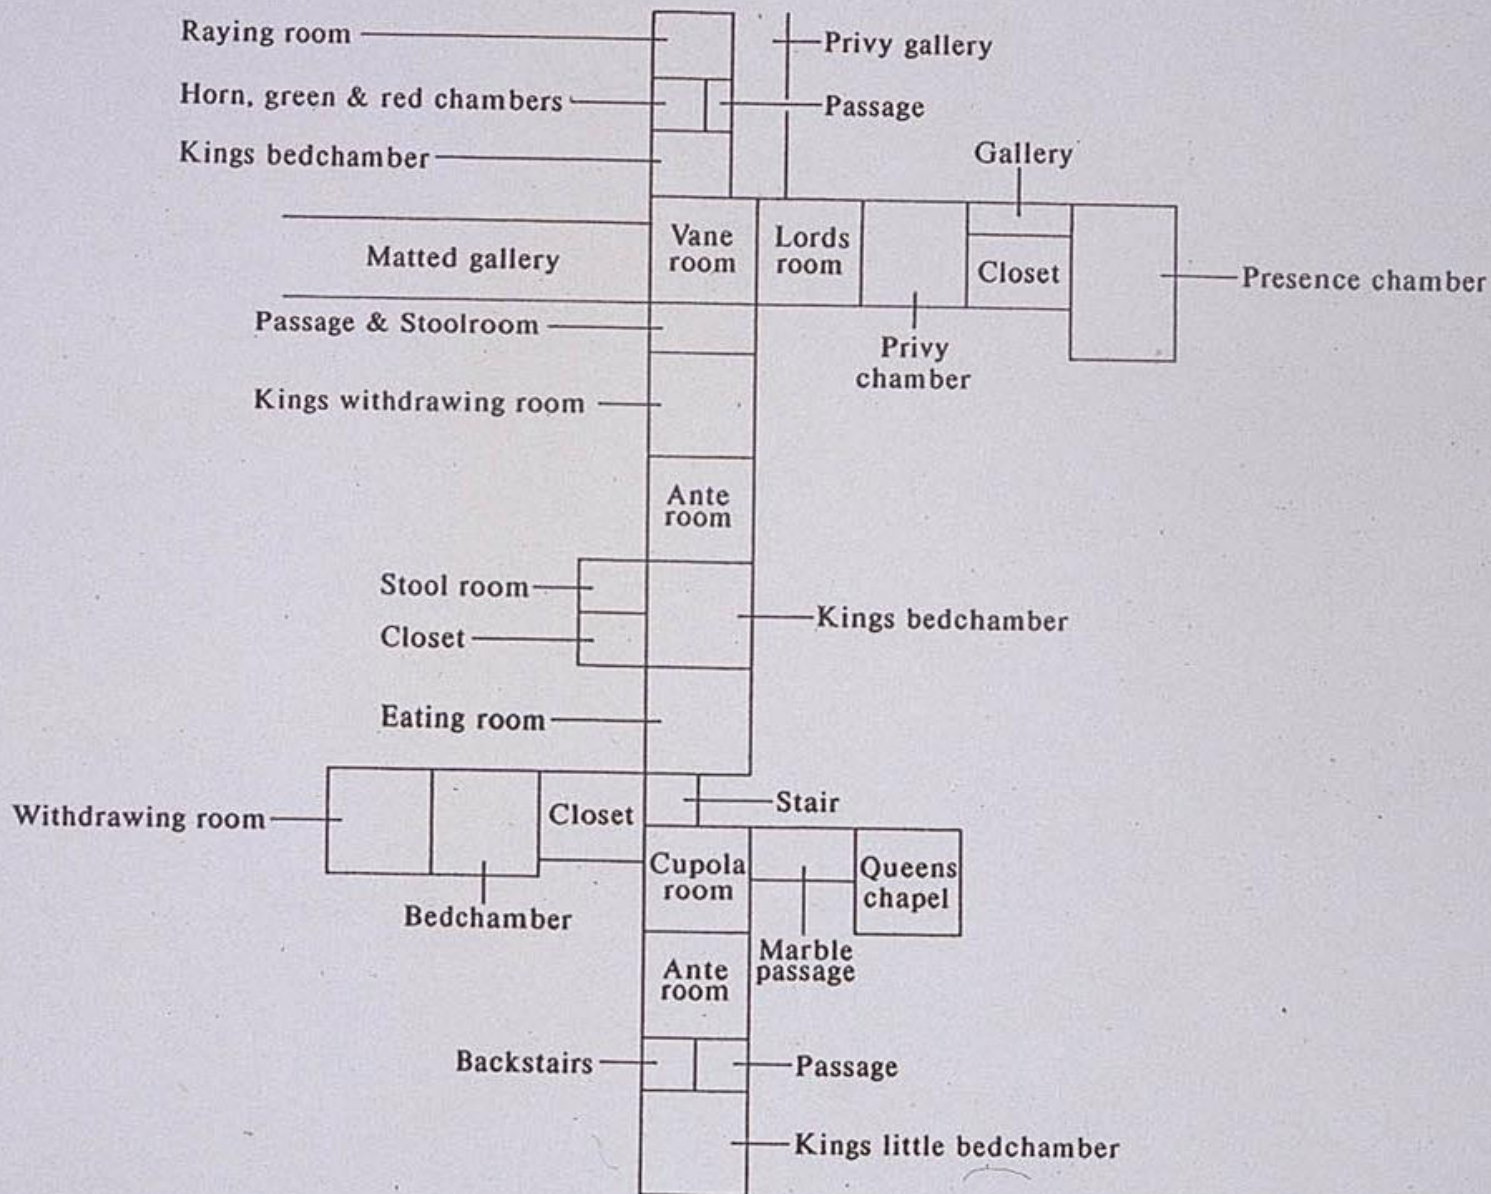 Raying room
Privy gallery
Horn, green & red chambers
Passage
Kings bedchamber
Gallery
Matted gallery
Vane
room
Lords
room
Closet
Presence chamber
Passage & Stoolroom
Privy
chamber
Kings withdrawing room
Ante
room
Stool room
Kings bedchamber
Closet
Eating room
Withdrawing room
Closet
Stair
Cupola
room
Queens
chapel
Bedchamber
Marble
passage
Ante
room
Backstairs
Passage
Kings little bedchamber